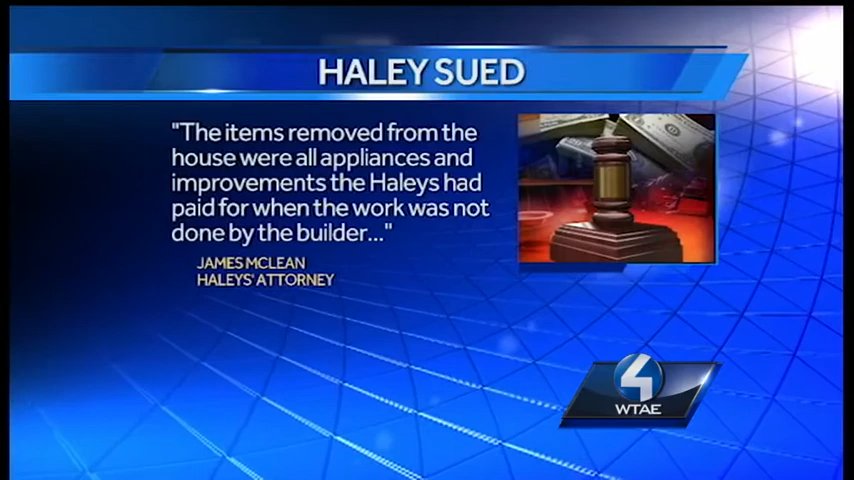 HALEY SUED
"The items removed from the
house were all appliances and
improvements the Haleys had
paid for when the work was not
done by the builder..."
JAMES MCLEAN
HALEYS' ATTORNEY
4
WTAE